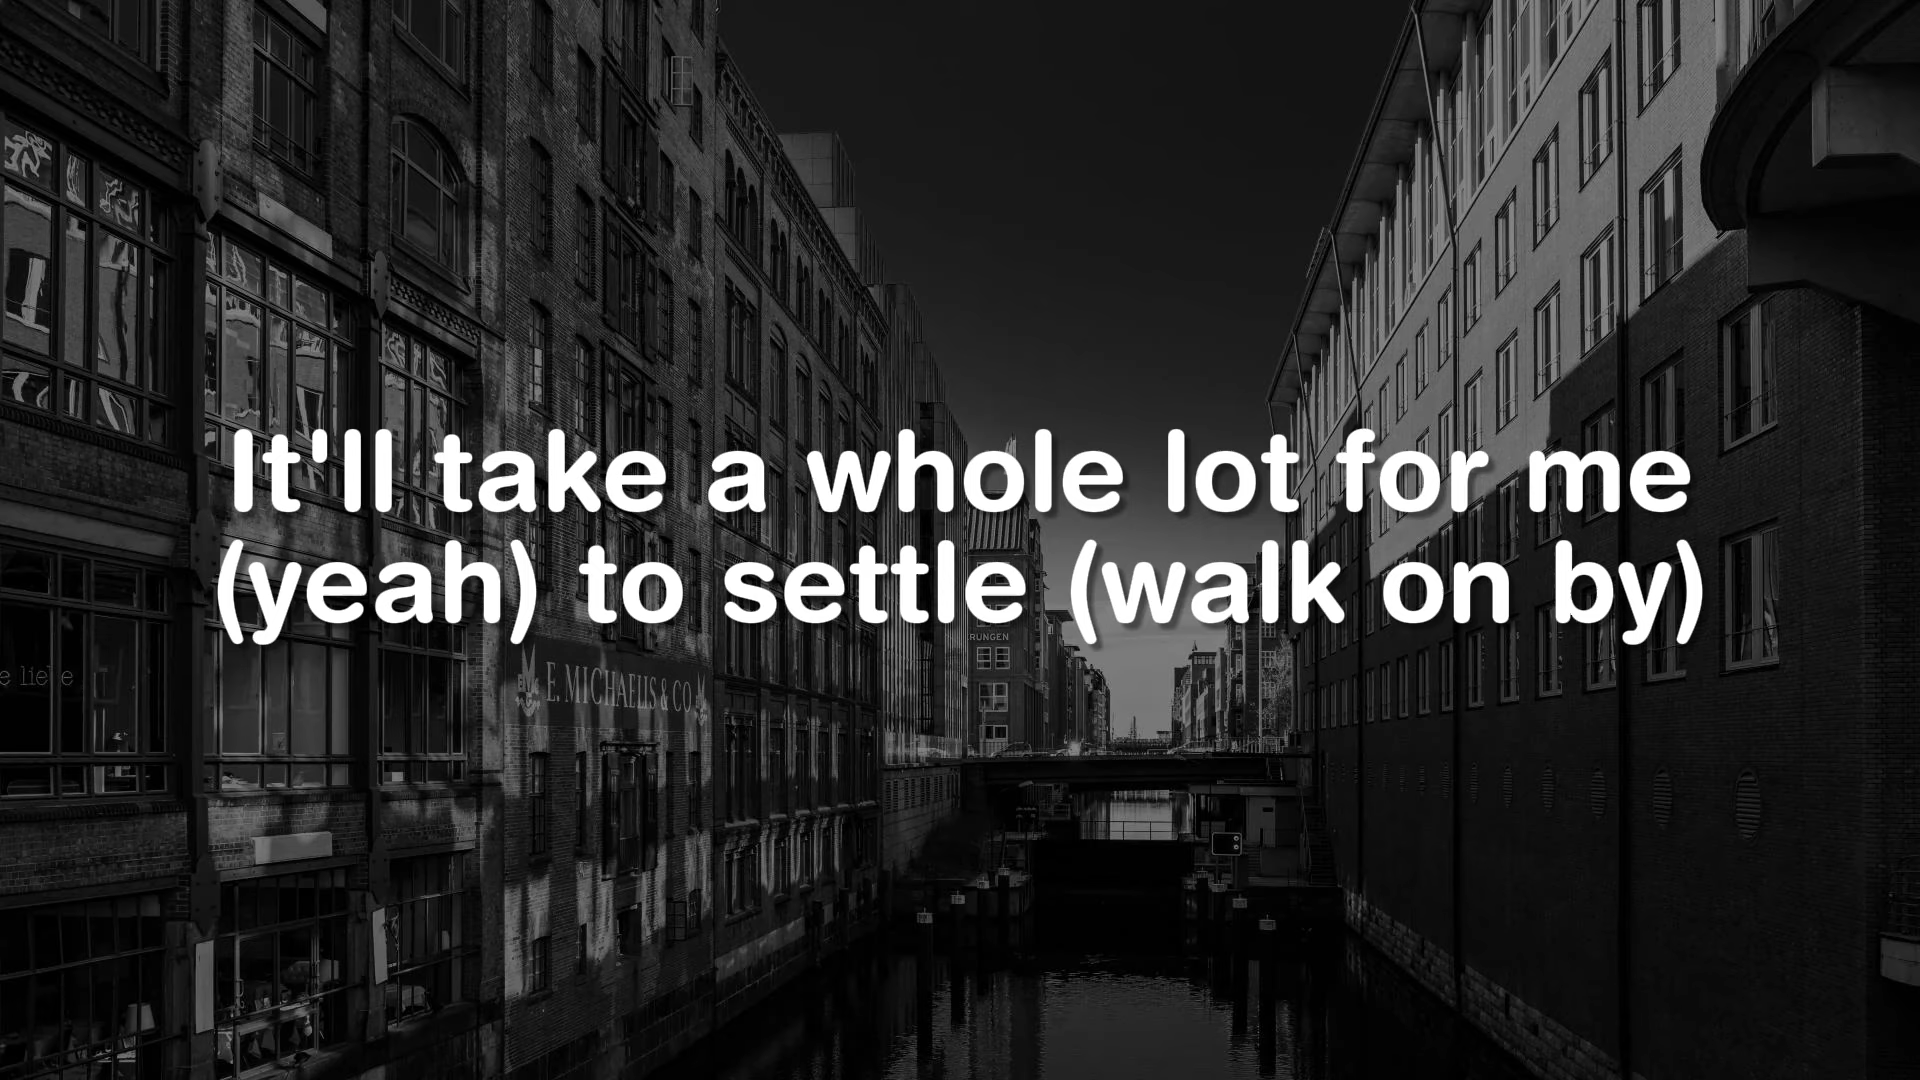 It'll take a whole lot for me
(yeah) to settle (walk on by)
RUNGEN
E. MICHAELIS & CO.